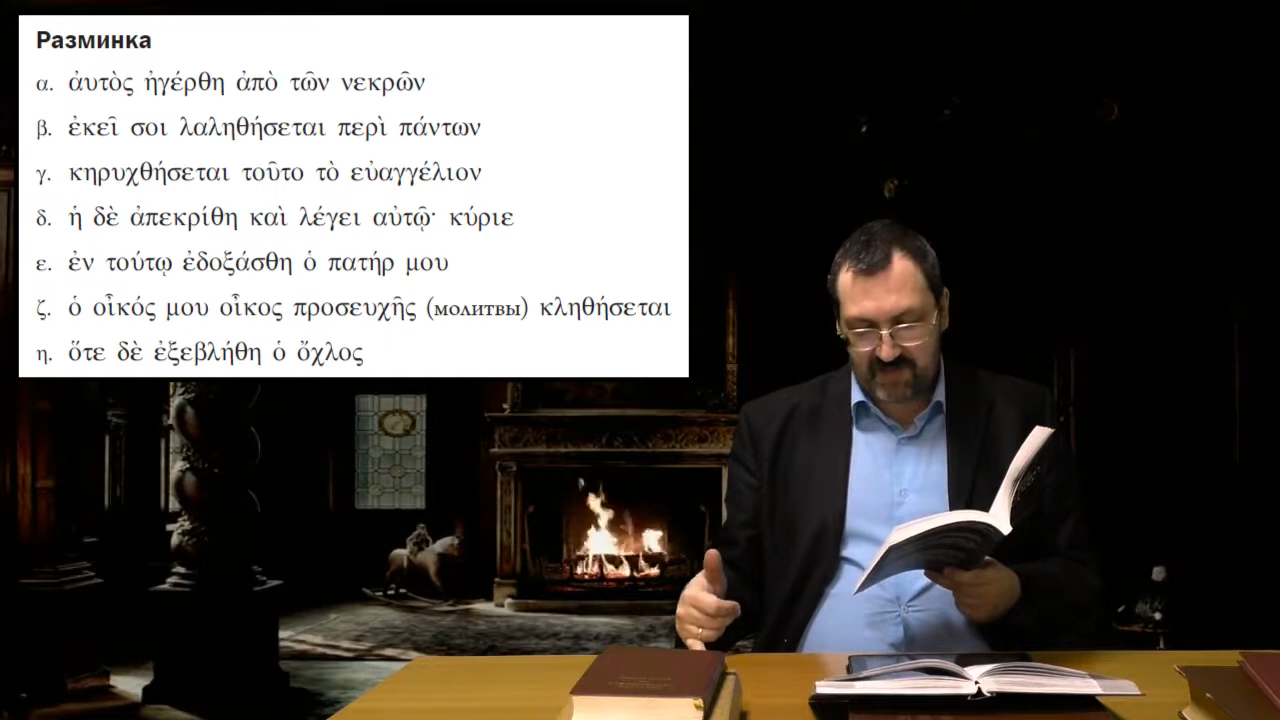 Разминка
α. ἀυτὸς ἠγέρθη ἀπὸ τῶν νεκρῶν
β. ἐκεῖ σοι λαληθήσεται περὶ πάντων
γ. κηρυχθήσεται τοῦτο τὸ εὐαγγέλιον
δ. ἡ δὲ ἀπεκρίθη καὶ λέγει αὐτῷ· κύριε
ε. ἐν τούτῳ ἐδοξάσθη ὁ πατήρ μου
ζ. ὁ οἶκός μου οἶκος προσευχῆς (молитвы) κληθήσεται
η. ὅτε δὲ ἐξεβλήθη ὁ ὄχλος